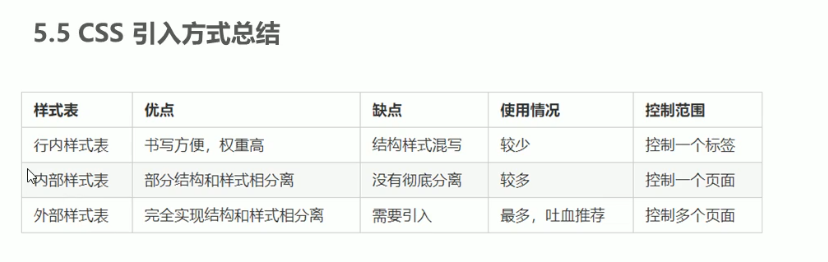 5.5 CSS 引入方式总结
样式表 优点 缺点 使用情况 控制范围
行内样式表 书写方便，权重高 结构样式混写 较少 控制一个标签
内部样式表 部分结构和样式相分离 没有彻底分离 较多 控制一个页面
外部样式表 完全实现结构和样式相分离 需要引入 最多，吐血推荐 控制多个页面